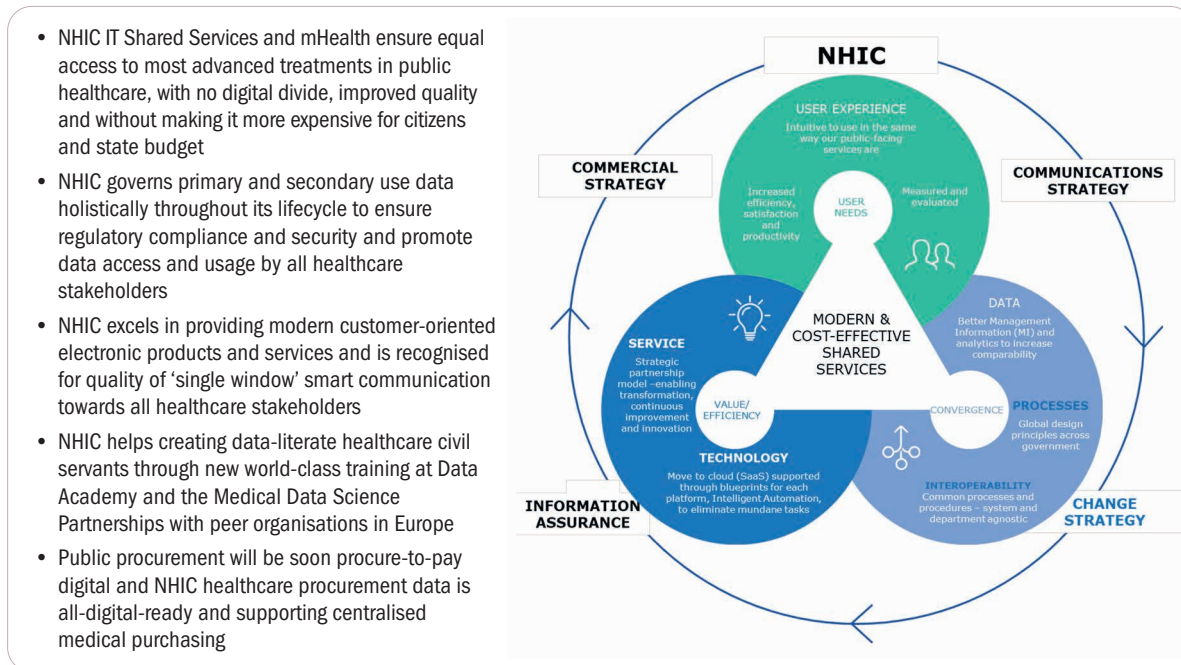 • NHIC IT Shared Services and mHealth ensure equal
access to most advanced treatments in public
healthcare, with no digital divide, improved quality
and without making it more expensive for citizens
and state budget
• NHIC governs primary and secondary use data
holistically throughout its lifecycle to ensure
regulatory compliance and security and promote
data access and usage by all healthcare
stakeholders
• NHIC excels in providing modern customer-oriented
electronic products and services and is recognised
for quality of ‘single window’ smart communication
towards all healthcare stakeholders
• NHIC helps creating data-literate healthcare civil
servants through new world-class training at Data
Academy and the Medical Data Science
Partnerships with peer organisations in Europe
• Public procurement will be soon procure-to-pay
digital and NHIC healthcare procurement data is
all-digital-ready and supporting centralised
medical purchasing
NHIC
USER EXPERIENCE
Intuitive to use in the same
way our public-facing
services are
COMMERCIAL
STRATEGY
COMMUNICATIONS
STRATEGY
Increased
efficiency,
satisfaction
and
productivity
USER
NEEDS
Measured and
evaluated
MODERN &
COST-EFFECTIVE
SHARED
SERVICES
DATA
Better Management
Information (MI) and
analytics to increase
comparability
SERVICE
Strategic
partnership
model –enabling
transformation,
continuous
improvement
and innovation
VALUE/
EFFICIENCY
CONVERGENCE
PROCESSES
Global design
principles across
government
TECHNOLOGY
Move to cloud (SaaS) supported
through blueprints for each
platform, Intelligent Automation,
to eliminate mundane tasks
INTEROPERABILITY
Common processes and
procedures – system and
department agnostic
INFORMATION
ASSURANCE
CHANGE
STRATEGY